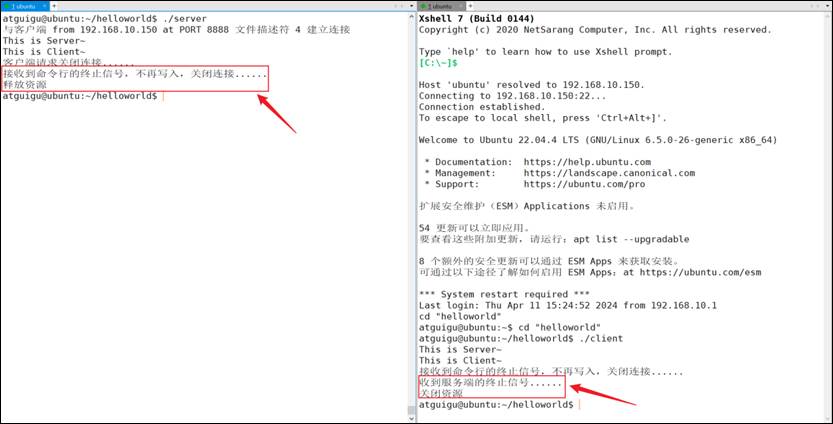 1 ubuntu
atguigu@ubuntu:~/helloworld$ ./server
与客户端 from 192.168.10.150 at PORT 8888 文件描述符 4 建立连接
This is Server~
This is Client~
客户端请求关闭连接......
接收到命令行的终止信号，不再写入，关闭连接......
释放资源
atguigu@ubuntu:~/helloworld$
1 ubuntu
Xshell 7 (Build 0144)
Copyright (c) 2020 NetSarang Computer, Inc. All rights reserved.
Type `help' to learn how to use Xshell prompt.
[C:\~]$
Host 'ubuntu' resolved to 192.168.10.150.
Connecting to 192.168.10.150:22...
Connection established.
To escape to local shell, press 'Ctrl+Alt+]'.
Welcome to Ubuntu 22.04.4 LTS (GNU/Linux 6.5.0-26-generic x86_64)
* Documentation:  https://help.ubuntu.com
* Management:     https://landscape.canonical.com
* Support:        https://ubuntu.com/pro
扩展安全维护（ESM）Applications 未启用。
54 更新可以立即应用。
要查看这些附加更新，请运行：apt list --upgradable
8 个额外的安全更新可以通过 ESM Apps 来获取安装。
可通过以下途径了解如何启用 ESM Apps：at https://ubuntu.com/esm
*** System restart required ***
Last login: Thu Apr 11 15:24:52 2024 from 192.168.10.1
cd "helloworld"
atguigu@ubuntu:~$ cd "helloworld"
atguigu@ubuntu:~/helloworld$ ./client
This is Server~
This is Client~
接收到命令行的终止信号，不再写入，关闭连接......
收到服务端的终止信号......
关闭资源
atguigu@ubuntu:~/helloworld$